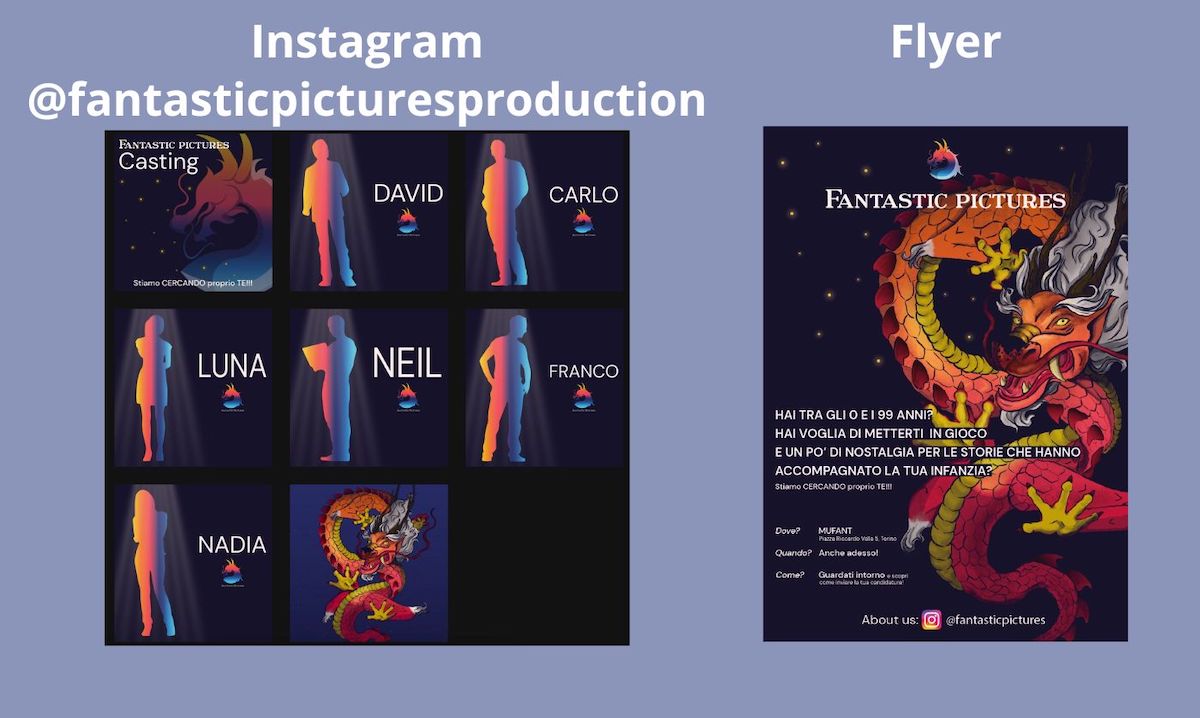 Instagram
@fantasticpicturesproduction
FANTASTIC PICTURES
Casting
Stiamo CERCANDO proprio TE!!!
DAVID
CARLO
LUNA
NEIL
FRANCO
NADIA
Flyer
FANTASTIC PICTURES
HAI TRA GLI 0 E I 99 ANNI?
HAI VOGLIA DI METTERTI IN GIOCO
E UN PO' DI NOSTALGIA PER LE STORIE CHE HANNO
ACCOMPAGNATO LA TUA INFANZIA?
Stiamo CERCANDO proprio TE!!!
Dove? MUFANT
Piazza Riccardo Valla 5, Torino
Quando? Anche adesso!
Come? Guardati intorno e scopri
come inviare la tua candidatura!
About us: @fantasticpictures